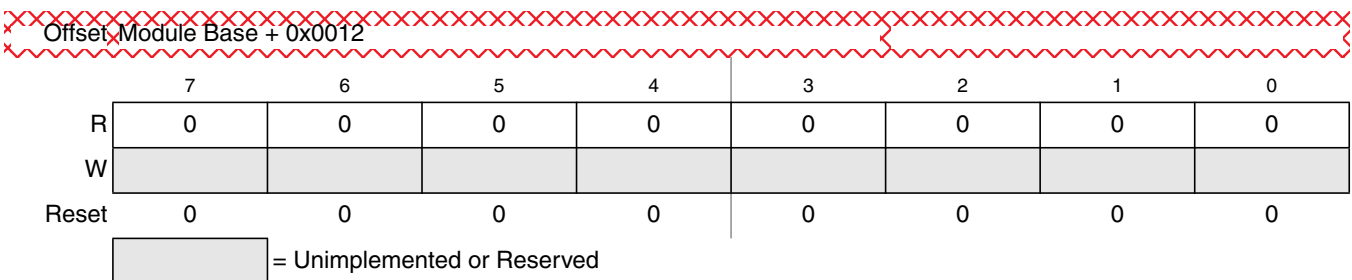 Offset Module Base + 0x0012
7 6 5 4 3 2 1 0
R 0 0 0 0 0 0 0 0
W
Reset 0 0 0 0 0 0 0 0
= Unimplemented or Reserved